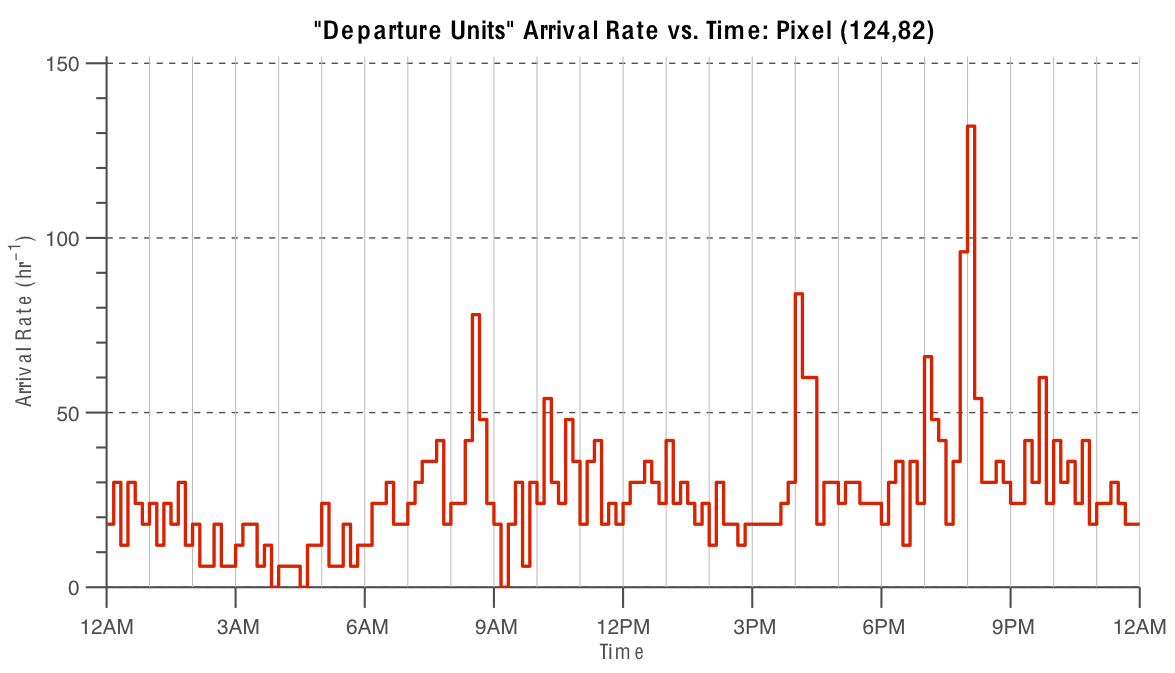 "Departure Units" Arrival Rate vs. Time: Pixel (124,82)
Arrival Rate (hr⁻¹)
150
100
50
0
12AM 3AM 6AM 9AM 12PM 3PM 6PM 9PM 12AM
Time